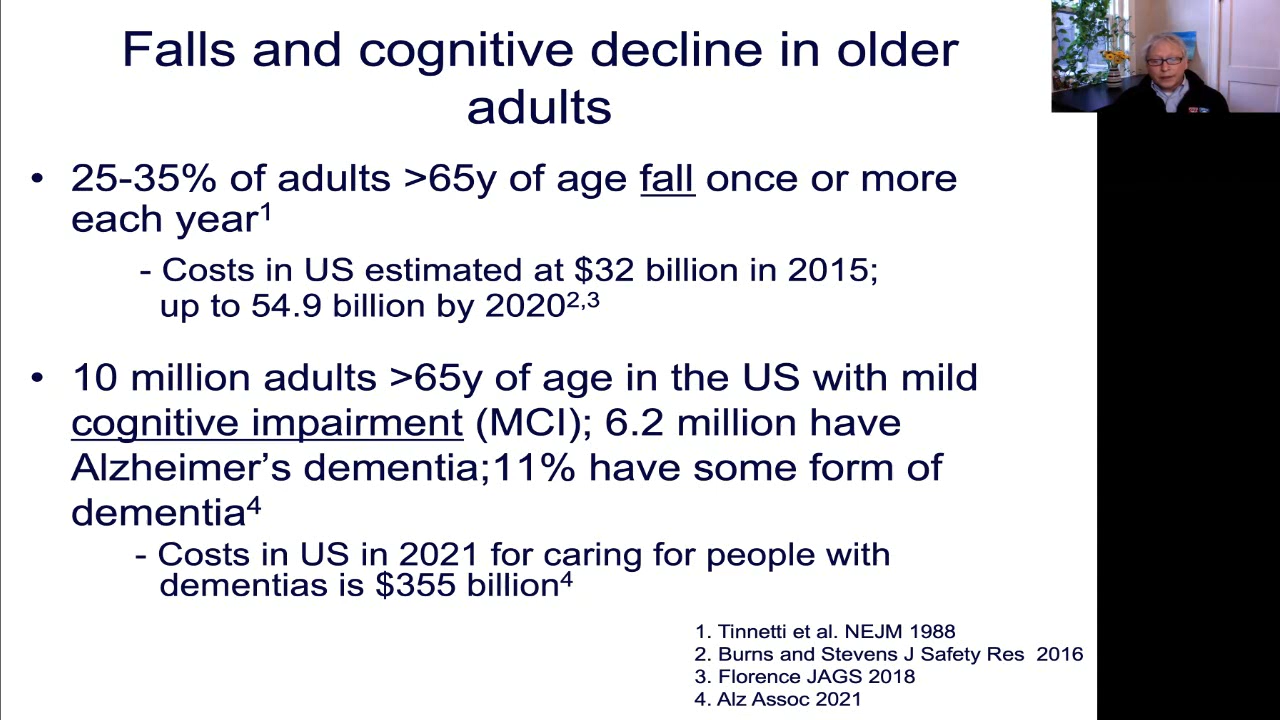 Falls and cognitive decline in older
adults
• 25-35% of adults >65y of age fall once or more
each year¹
- Costs in US estimated at $32 billion in 2015;
up to 54.9 billion by 2020²,³
• 10 million adults >65y of age in the US with mild
cognitive impairment (MCI); 6.2 million have
Alzheimer’s dementia;11% have some form of
dementia⁴
- Costs in US in 2021 for caring for people with
dementias is $355 billion⁴
1. Tinnetti et al. NEJM 1988
2. Burns and Stevens J Safety Res 2016
3. Florence JAGS 2018
4. Alz Assoc 2021